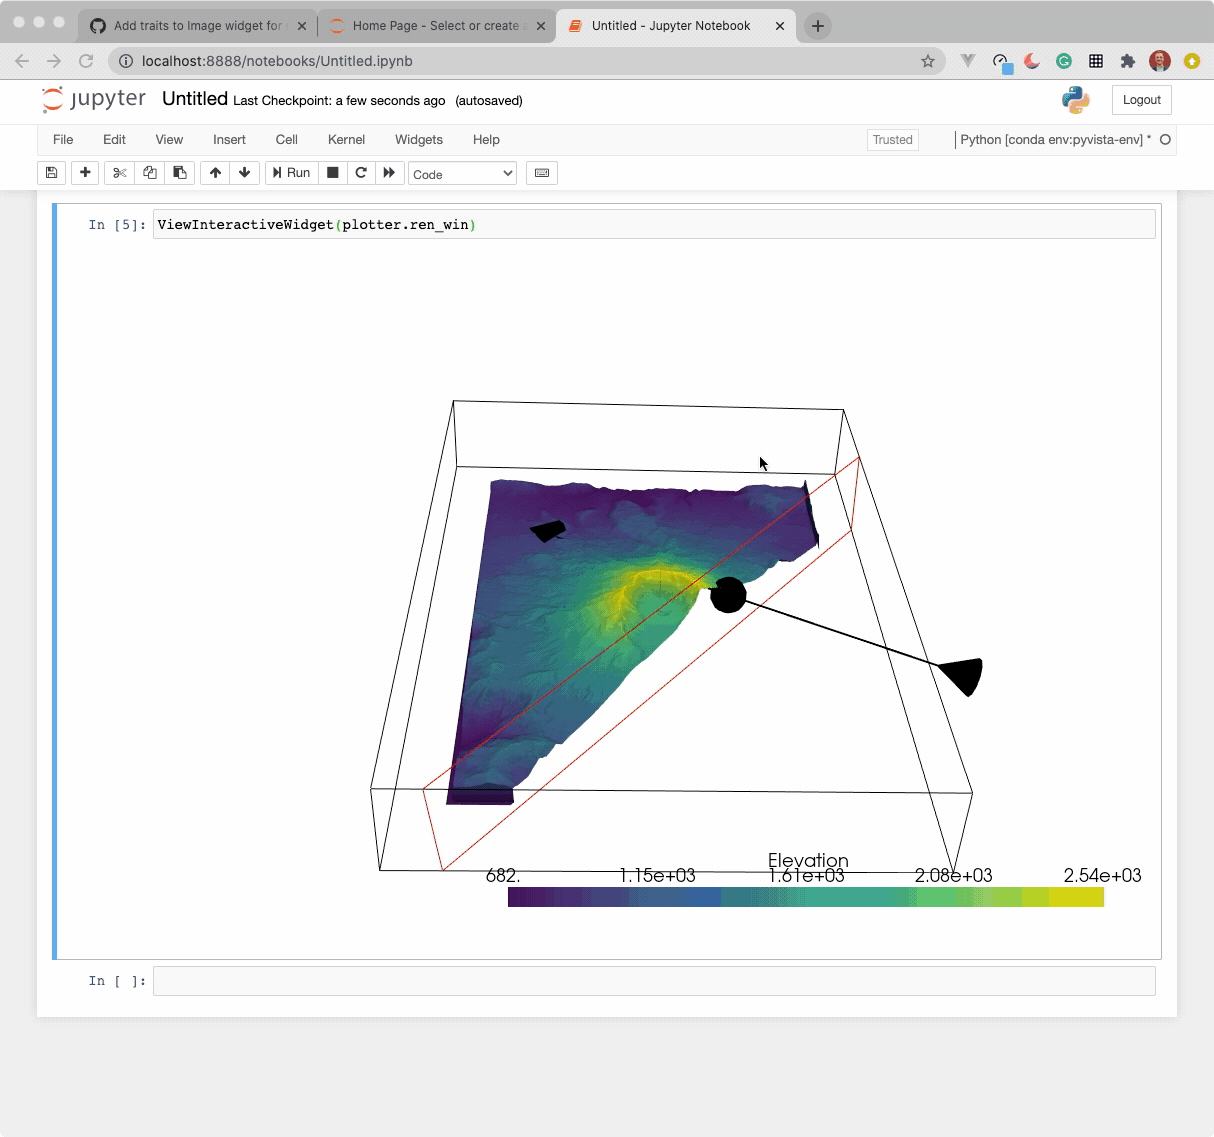 Add traits to Image widget for
Home Page - Select or create a
Untitled - Jupyter Notebook
localhost:8888/notebooks/Untitled.ipynb
jupyter Untitled Last Checkpoint: a few seconds ago (autosaved)
Logout
File Edit View Insert Cell Kernel Widgets Help
Trusted
Python [conda env:pyvista-env] *
Run
Code
In [5]: ViewInteractiveWidget(plotter.ren_win)
Elevation
682. 1.15e+03 1.61e+03 2.08e+03 2.54e+03
In [ ]: